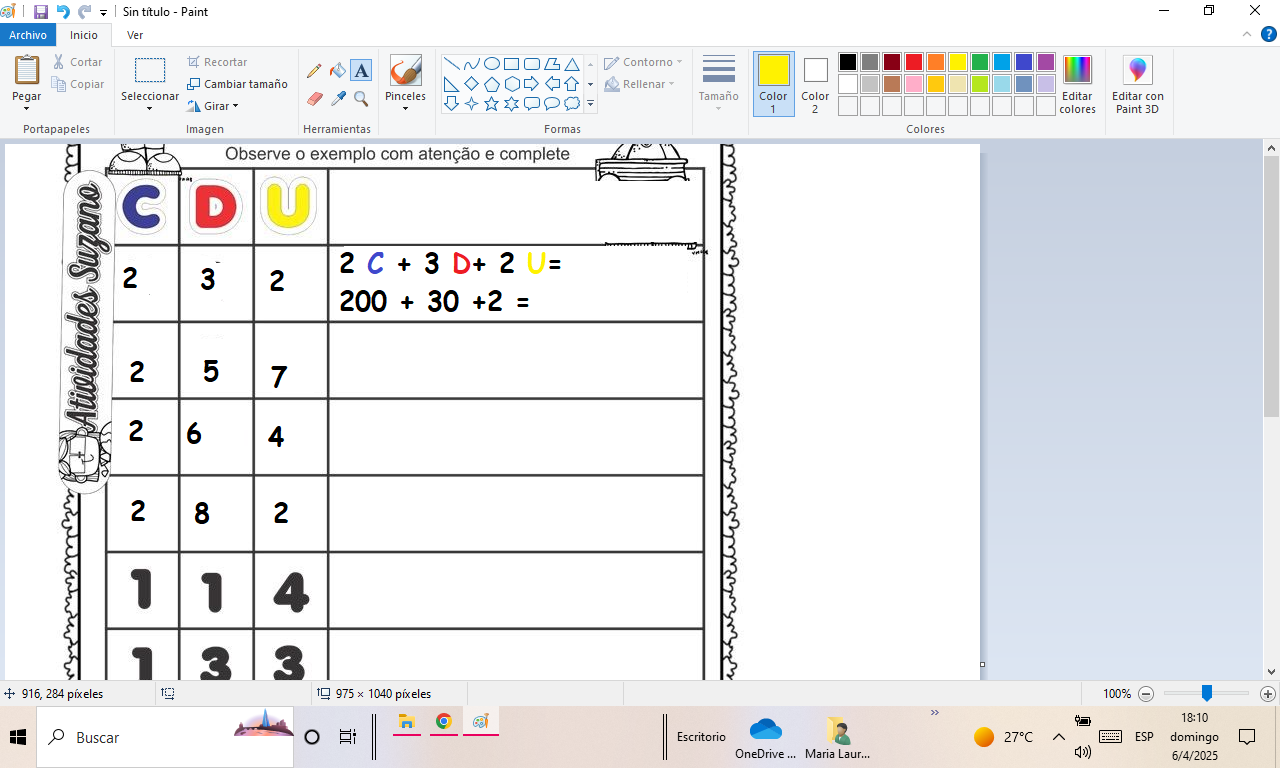 Sin título - Paint
Archivo Inicio Ver
Pegar
Cortar
Copiar
Portapapeles
Seleccionar
Recortar
Cambiar tamaño
Girar
Imagen
A
Herramientas
Pinceles
Contorno
Rellenar
Formas
Tamaño
Color 1
Color 2
Editar colores
Colores
Editar con Paint 3D
Observe o exemplo com atenção e complete
Atividades Suzano
C D U
2 3 2 2 C + 3 D+ 2 U=
200 + 30 +2 =
2 5 7
2 6 4
2 8 2
1 1 4
1 3 3
916, 284 píxeles 975 × 1040 píxeles 100%
Buscar
Escritorio
OneDrive ...
Maria Laur...
27°C
ESP
18:10
domingo
6/4/2025